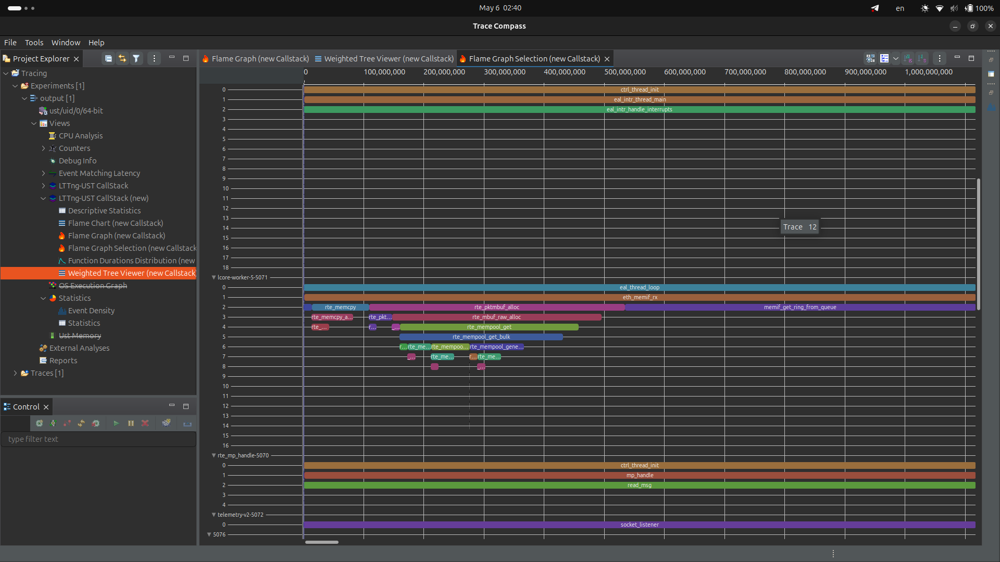 May 6 02:40
en
100%
Trace Compass
File Tools Window Help
Project Explorer
Tracing
Experiments [1]
output [1]
ust/uid/0/64-bit
Views
CPU Analysis
Counters
Debug Info
Event Matching Latency
LTTng-UST CallStack
LTTng-UST CallStack (new)
Descriptive Statistics
Flame Chart (new Callstack)
Flame Graph (new Callstack)
Flame Graph Selection (new Callstack
Function Durations Distribution (new
Weighted Tree Viewer (new Callstack
OS Execution Graph
Statistics
Event Density
Statistics
Ust Memory
External Analyses
Reports
Traces [1]
Control
type filter text
Flame Graph (new Callstack) Weighted Tree Viewer (new Callstack) Flame Graph Selection (new Callstack)
0 100,000,000 200,000,000 300,000,000 400,000,000 500,000,000 600,000,000 700,000,000 800,000,000 900,000,000 1,000,000,000
0 ctrl_thread_init
1 eal_intr_thread_main
2 eal_intr_handle_interrupts
3
4
5
6
7
8
9
10
11
12
13
Trace 12
14
15
16
17
18
lcore-worker-5-5071
0 eal_thread_loop
1 eth_memif_rx
2 rte_memcpy rte_pktmbuf_alloc memif_get_ring_from_queue
3 rte_memcpy_a... rte_pkt... rte_mbuf_raw_alloc
4 rte_... r... _... rte_mempool_get
5 rte_mempool_get_bulk
6 r... rte_me... rte_mempoo... rte_mempool_gene...
7 _... rte_me... r... rte_me...
8 _...
9
10
11
12
13
14
15
16
rte_mp_handle-5070
0 ctrl_thread_init
1 mp_handle
2 read_msg
3
4
telemetry-v2-5072
0 socket_listener
5076